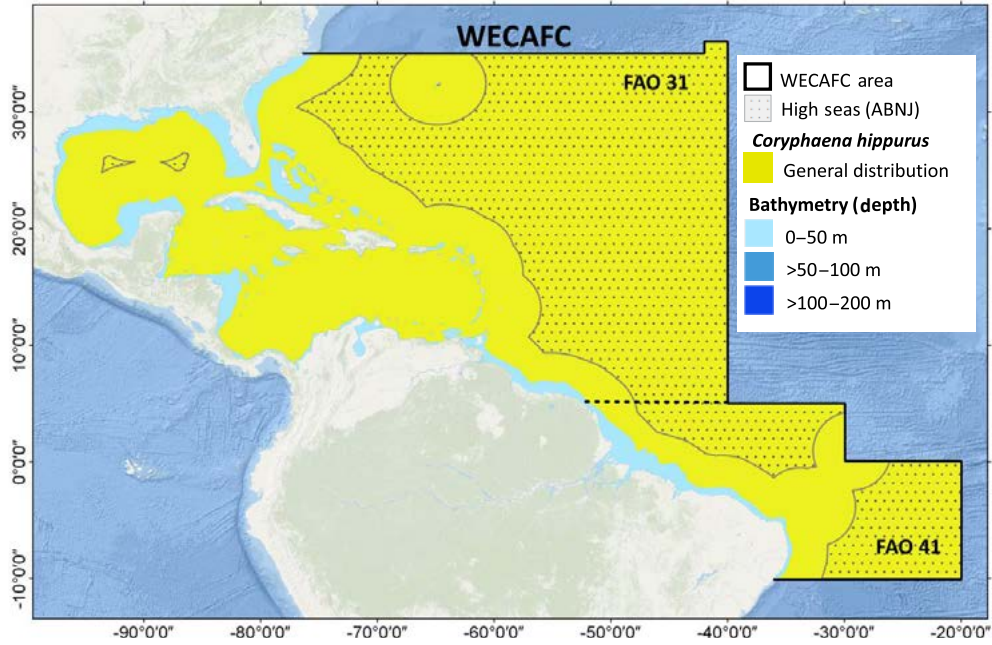 WECAFC
FAO 31
WECAFC area
High seas (ABNJ)
Coryphaena hippurus
General distribution
Bathymetry (depth)
0–50 m
>50–100 m
>100–200 m
FAO 41
30°0'0"
20°0'0"
10°0'0"
0°0'0"
-10°0'0"
-90°0'0"
-80°0'0"
-70°0'0"
-60°0'0"
-50°0'0"
-40°0'0"
-30°0'0"
-20°0'0"